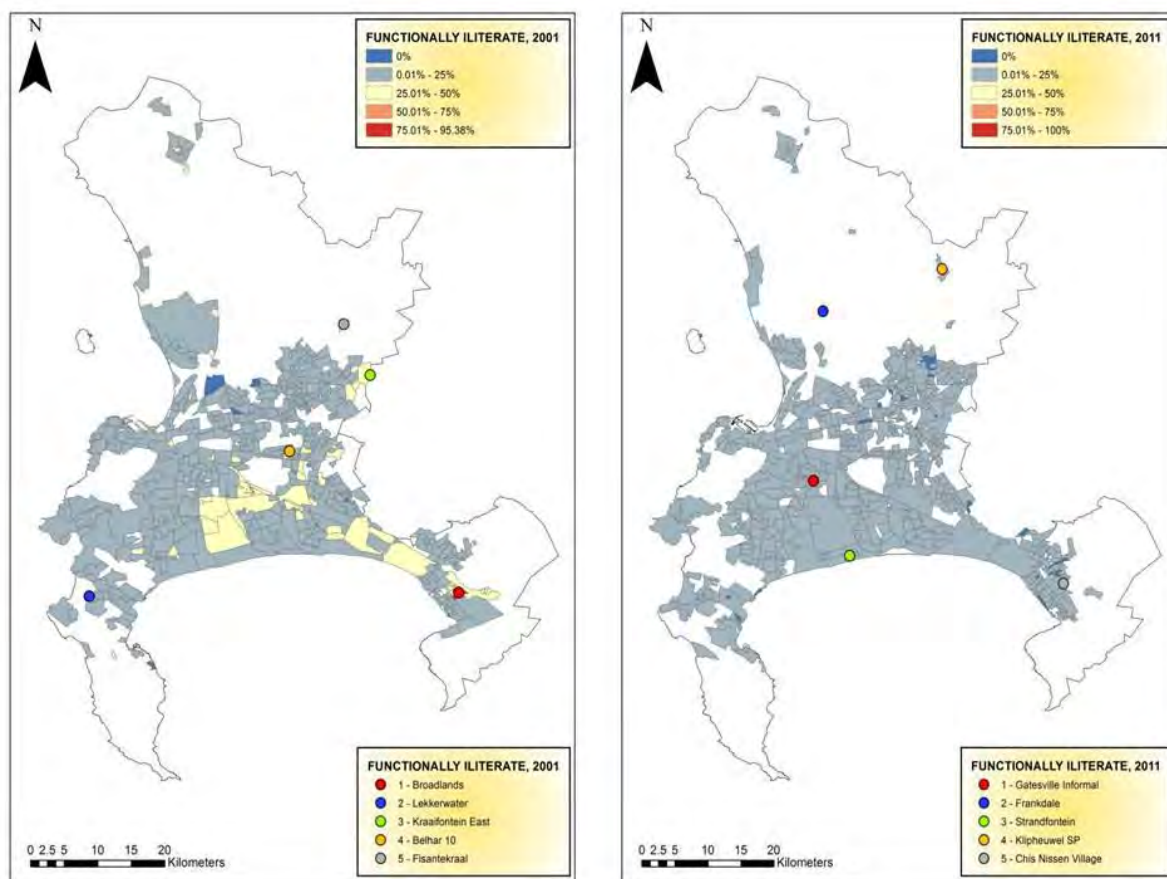 N
FUNCTIONALLY ILITERATE, 2001
0%
0.01% - 25%
25.01% - 50%
50.01% - 75%
75.01% - 95.38%
FUNCTIONALLY ILITERATE, 2001
1 - Broadlands
2 - Lekkerwater
3 - Kraaifontein East
4 - Belhar 10
5 - Fisantekraal
0 2.5 5 10 15 20
Kilometers
N
FUNCTIONALLY ILITERATE, 2011
0%
0.01% - 25%
25.01% - 50%
50.01% - 75%
75.01% - 100%
FUNCTIONALLY ILITERATE, 2011
1 - Gatesville Informal
2 - Frankdale
3 - Strandfontein
4 - Klipheuwel SP
5 - Chis Nissen Village
0 2.5 5 10 15 20
Kilometers